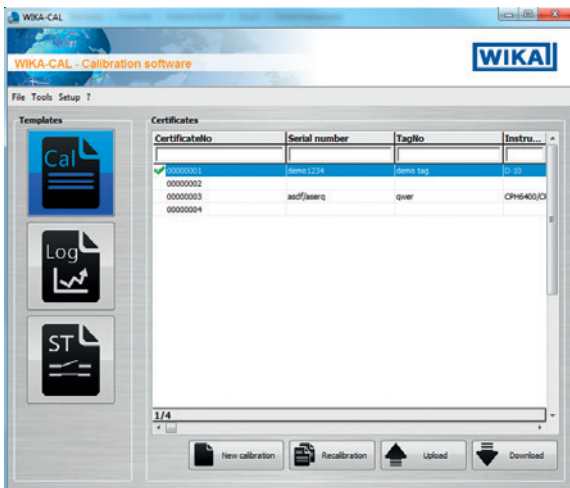 WIKA-CAL
WIKA-CAL - Calibration software
WIKA
File Tools Setup ?
Templates
Certificates
CertificateNo Serial number TagNo Instru...
Cal
00000001 demo1234 demo tag D-10
00000002
00000003 asdf/aserq qwer CPH6400/
00000004
Log
ST
1/4
New calibration Recalibration Upload Download